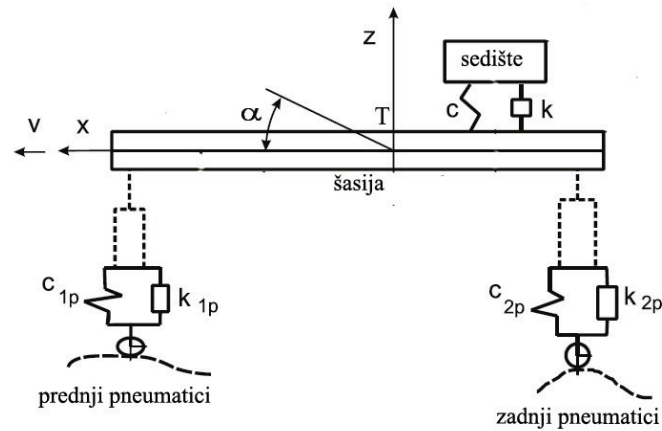 z
sedište
c
k
α
T
v
x
šasija
c 1p
k 1p
c 2p
k 2p
prednji pneumatici
zadnji pneumatici